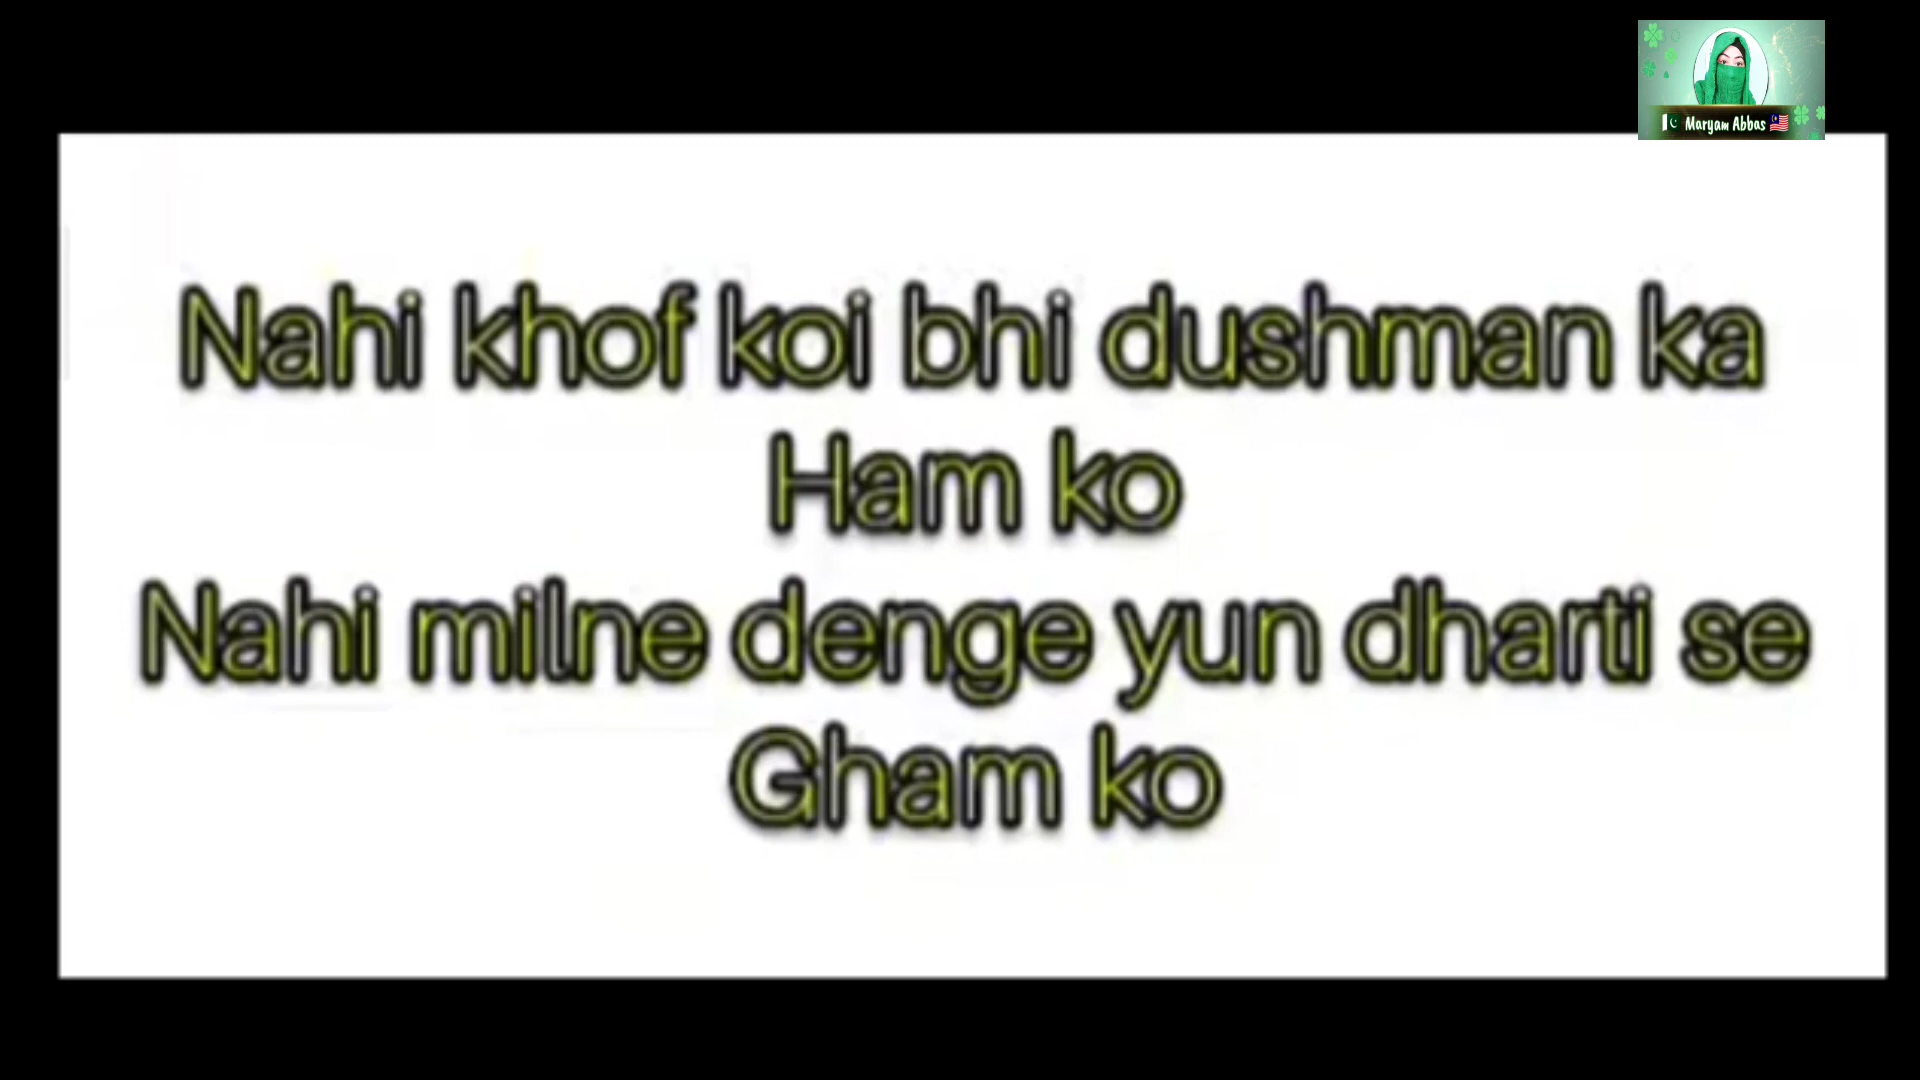 Maryam Abbas
Nahi khof koi bhi dushman ka
Ham ko
Nahi milne denge yun dharti se
Gham ko